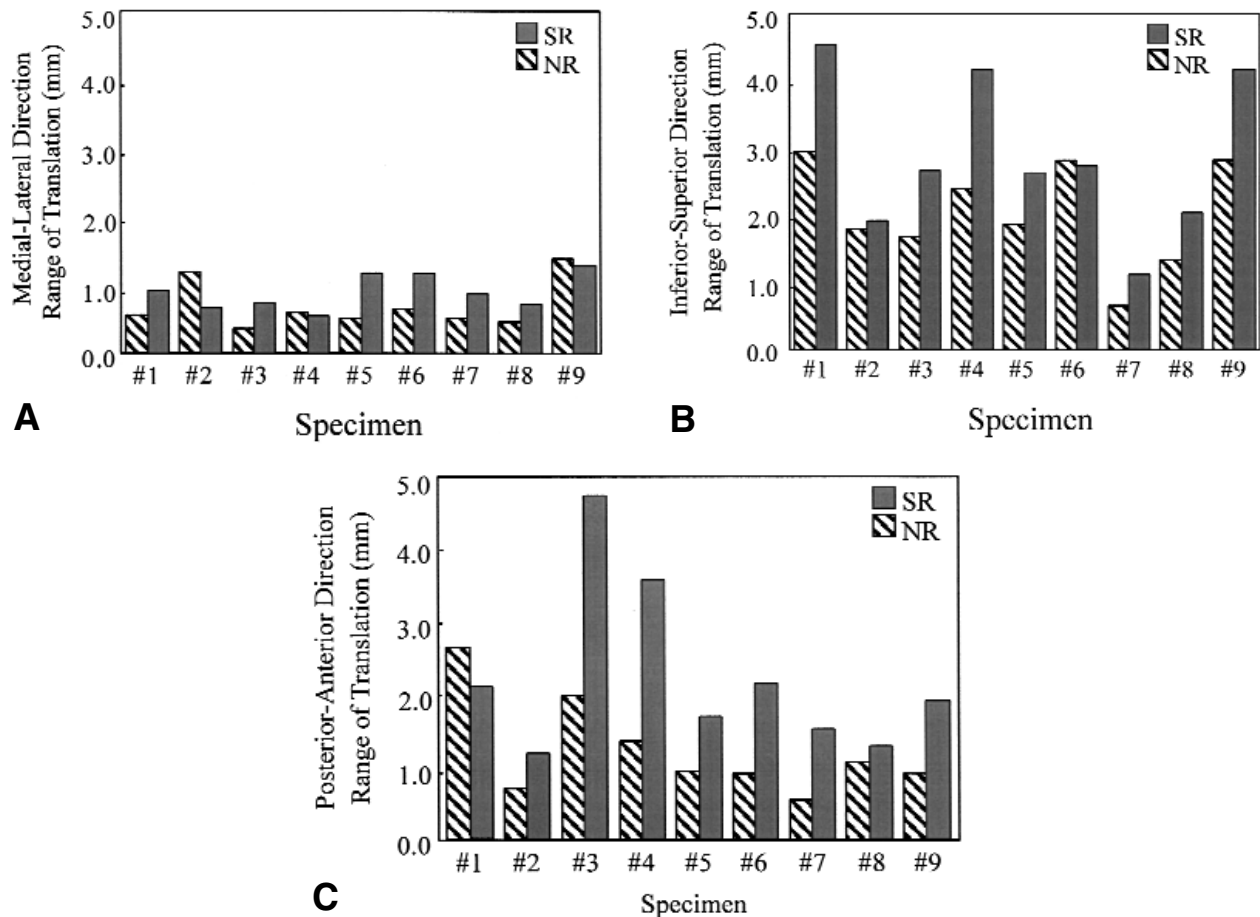 Medial-Lateral Direction
Range of Translation (mm)
5.0
4.0
3.0
2.0
1.0
0.0
SR
NR
#1 #2 #3 #4 #5 #6 #7 #8 #9
Specimen
A
Inferior-Superior Direction
Range of Translation (mm)
5.0
4.0
3.0
2.0
1.0
0.0
SR
NR
#1 #2 #3 #4 #5 #6 #7 #8 #9
Specimen
B
Posterior-Anterior Direction
Range of Translation (mm)
5.0
4.0
3.0
2.0
1.0
0.0
SR
NR
#1 #2 #3 #4 #5 #6 #7 #8 #9
Specimen
C